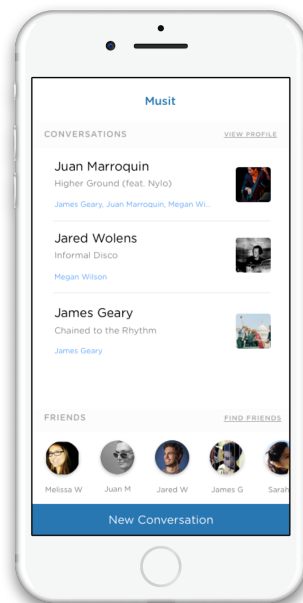 Musit
CONVERSATIONS VIEW PROFILE
Juan Marroquin
Higher Ground (feat. Nylo)
James Geary, Juan Marroquin, Megan Wi...
Jared Wolens
Informal Disco
Megan Wilson
James Geary
Chained to the Rhythm
James Geary
FRIENDS FIND FRIENDS
Melissa W Juan M Jared W James G Sarah
New Conversation